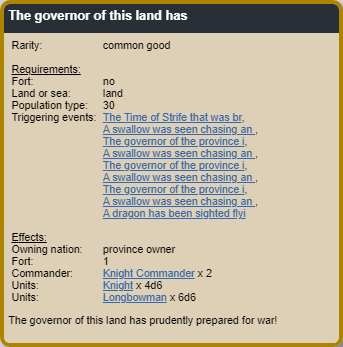 The governor of this land has
Rarity: common good
Requirements:
Fort: no
Land or sea: land
Population type: 30
Triggering events: The Time of Strife that was br,
A swallow was seen chasing an ,
The governor of the province i,
A swallow was seen chasing an ,
The governor of the province i,
A swallow was seen chasing an ,
The governor of the province i,
A swallow was seen chasing an ,
A dragon has been sighted flyi
Effects:
Owning nation: province owner
Fort: 1
Commander: Knight Commander x 2
Units: Knight x 4d6
Units: Longbowman x 6d6
The governor of this land has prudently prepared for war!